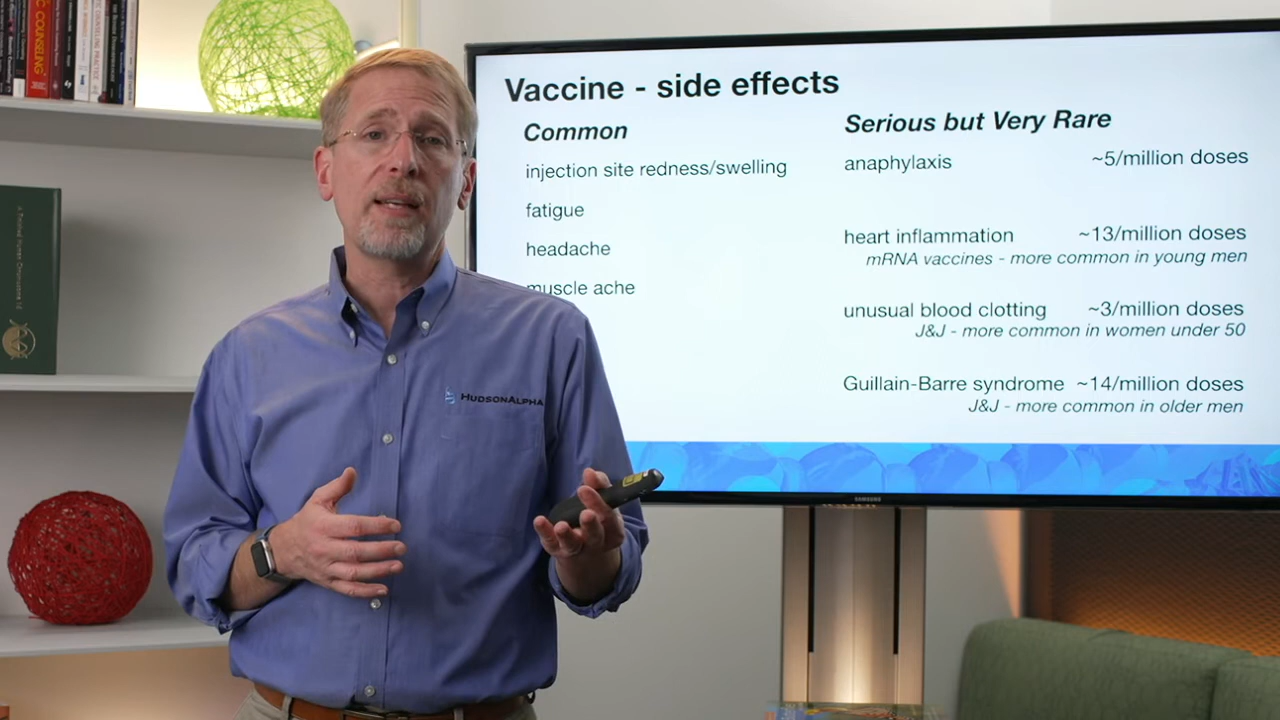 COUNSELING
Vaccine - side effects
Common
injection site redness/swelling
fatigue
headache
muscle ache
Serious but Very Rare
anaphylaxis ~5/million doses
heart inflammation ~13/million doses
mRNA vaccines - more common in young men
unusual blood clotting ~3/million doses
J&J - more common in women under 50
Guillain-Barre syndrome ~14/million doses
J&J - more common in older men
HUDSONALPHA
SAMSUNG